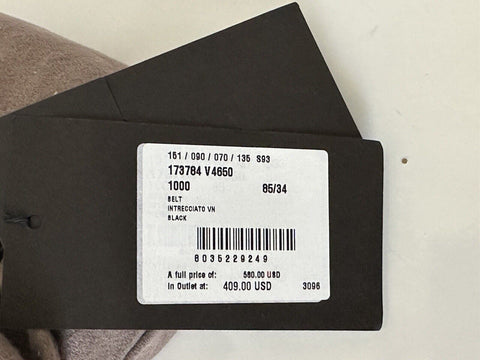 151 / 090 / 070 / 135 S93
173784 V4650
1000 85/34
BELT
INTRECCIATO VN
BLACK
8035229249
A full price of: 580.00 USD
In Outlet at: 409.00 USD 3096